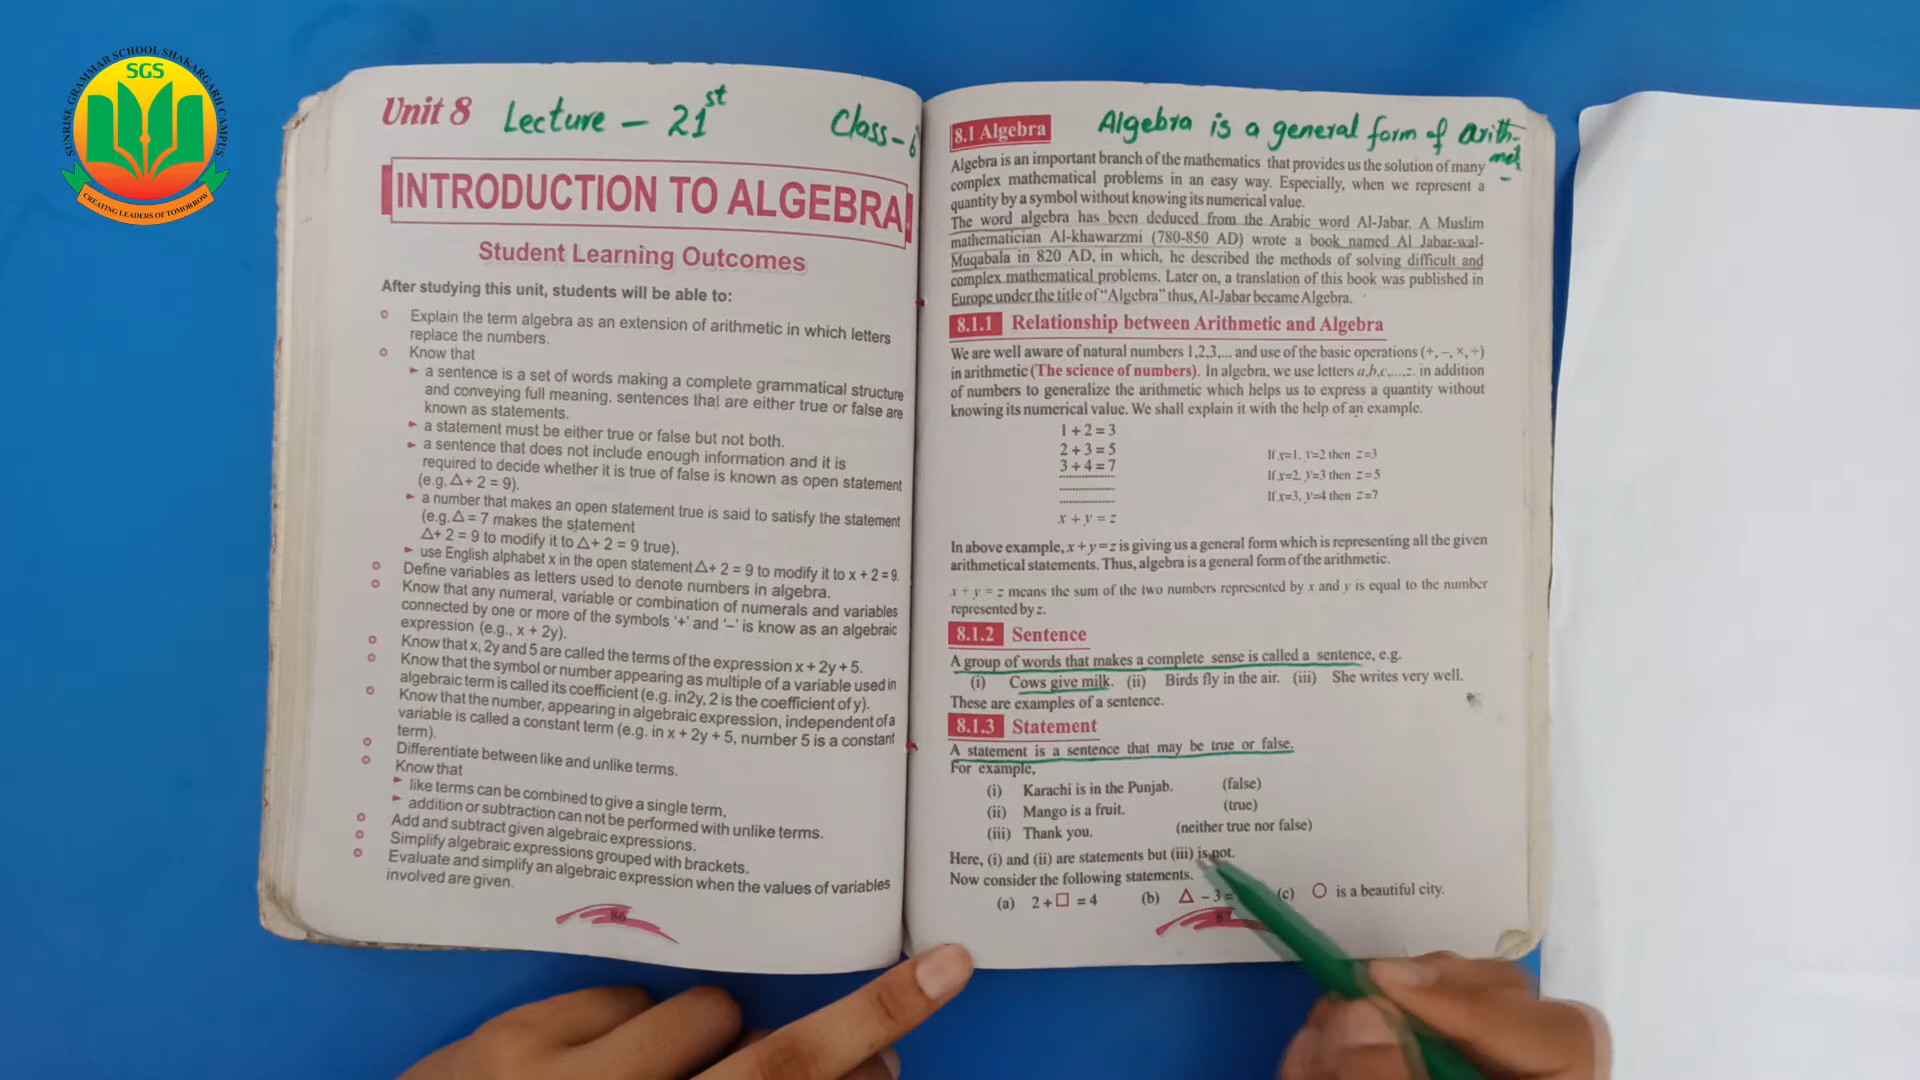 SUNRISE GRAMMAR SCHOOL SHAKARGARH CAMPUS
SGS
CREATING LEADERS OF TOMORROW
Unit 8 Lecture – 21st Class – 6
INTRODUCTION TO ALGEBRA
Student Learning Outcomes
After studying this unit, students will be able to:
Explain the term algebra as an extension of arithmetic in which letters
replace the numbers.
Know that
a sentence is a set of words making a complete grammatical structure
and conveying full meaning. sentences that are either true or false are
known as statements.
a statement must be either true or false but not both.
a sentence that does not include enough information and it is
required to decide whether it is true of false is known as open statement
(e.g. △+ 2 = 9).
a number that makes an open statement true is said to satisfy the statement
(e.g. △ = 7 makes the statement
△+ 2 = 9 to modify it to △+ 2 = 9 true).
use English alphabet x in the open statement △+ 2 = 9 to modify it to x + 2 = 9.
Define variables as letters used to denote numbers in algebra.
Know that any numeral, variable or combination of numerals and variables
connected by one or more of the symbols '+' and '–' is know as an algebraic
expression (e.g., x + 2y).
Know that x, 2y and 5 are called the terms of the expression x + 2y + 5.
Know that the symbol or number appearing as multiple of a variable used in
algebraic term is called its coefficient (e.g. in2y, 2 is the coefficient of y).
Know that the number, appearing in algebraic expression, independent of a
variable is called a constant term (e.g. in x + 2y + 5, number 5 is a constant
term).
Differentiate between like and unlike terms.
Know that
like terms can be combined to give a single term,
addition or subtraction can not be performed with unlike terms.
Add and subtract given algebraic expressions.
Simplify algebraic expressions grouped with brackets.
Evaluate and simplify an algebraic expression when the values of variables
involved are given.
86
8.1 Algebra Algebra is a general form of arith-
met
Algebra is an important branch of the mathematics that provides us the solution of many
complex mathematical problems in an easy way. Especially, when we represent a
quantity by a symbol without knowing its numerical value.
The word algebra has been deduced from the Arabic word Al-Jabar. A Muslim
mathematician Al-khawarzmi (780-850 AD) wrote a book named Al Jabar-wal-
Muqabala in 820 AD, in which, he described the methods of solving difficult and
complex mathematical problems. Later on, a translation of this book was published in
Europe under the title of "Algebra" thus, Al-Jabar became Algebra.
8.1.1 Relationship between Arithmetic and Algebra
We are well aware of natural numbers 1,2,3,... and use of the basic operations (+, –, ×, ÷)
in arithmetic (The science of numbers). In algebra, we use letters a,b,c,...,z. in addition
of numbers to generalize the arithmetic which helps us to express a quantity without
knowing its numerical value. We shall explain it with the help of an example.
1 + 2 = 3
2 + 3 = 5 If x=1, y=2 then z=3
3 + 4 = 7 If x=2, y=3 then z=5
If x=3, y=4 then z=7
x + y = z
In above example, x + y = z is giving us a general form which is representing all the given
arithmetical statements. Thus, algebra is a general form of the arithmetic.
x + y = z means the sum of the two numbers represented by x and y is equal to the number
represented by z.
8.1.2 Sentence
A group of words that makes a complete sense is called a sentence, e.g.
(i) Cows give milk. (ii) Birds fly in the air. (iii) She writes very well.
These are examples of a sentence.
8.1.3 Statement
A statement is a sentence that may be true or false.
For example,
(i) Karachi is in the Punjab. (false)
(ii) Mango is a fruit. (true)
(iii) Thank you. (neither true nor false)
Here, (i) and (ii) are statements but (iii) is not.
Now consider the following statements.
(a) 2 + □ = 4 (b) △ – 3 = (c) ○ is a beautiful city.